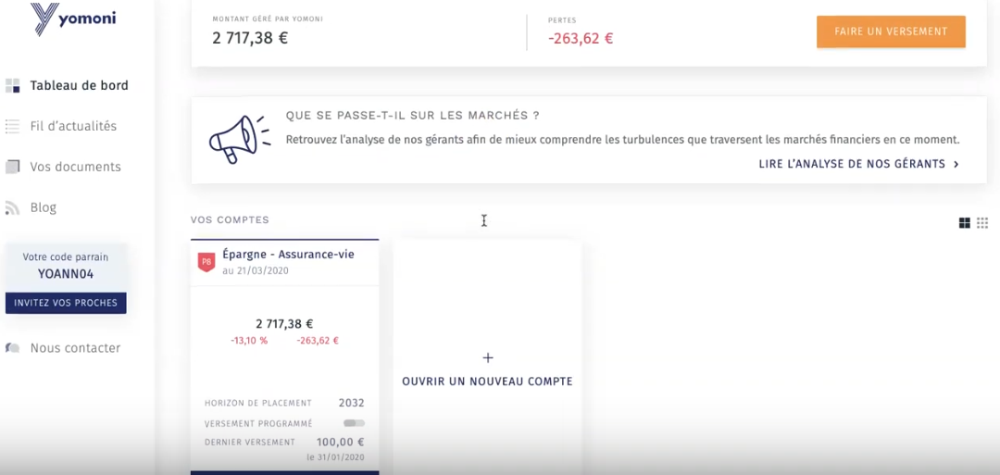 yomoni
Tableau de bord
Fil d'actualités
Vos documents
Blog
Votre code parrain
YOANN04
INVITEZ VOS PROCHES
Nous contacter
MONTANT GÉRÉ PAR YOMONI
2 717,38 €
PERTES
-263,62 €
FAIRE UN VERSEMENT
QUE SE PASSE-T-IL SUR LES MARCHÉS ?
Retrouvez l'analyse de nos gérants afin de mieux comprendre les turbulences que traversent les marchés financiers en ce moment.
LIRE L'ANALYSE DE NOS GÉRANTS
VOS COMPTES
PB
Épargne - Assurance-vie
au 21/03/2020
2 717,38 €
-13,10 % -263,62 €
HORIZON DE PLACEMENT 2032
VERSEMENT PROGRAMMÉ
DERNIER VERSEMENT 100,00 €
le 31/01/2020
+
OUVRIR UN NOUVEAU COMPTE